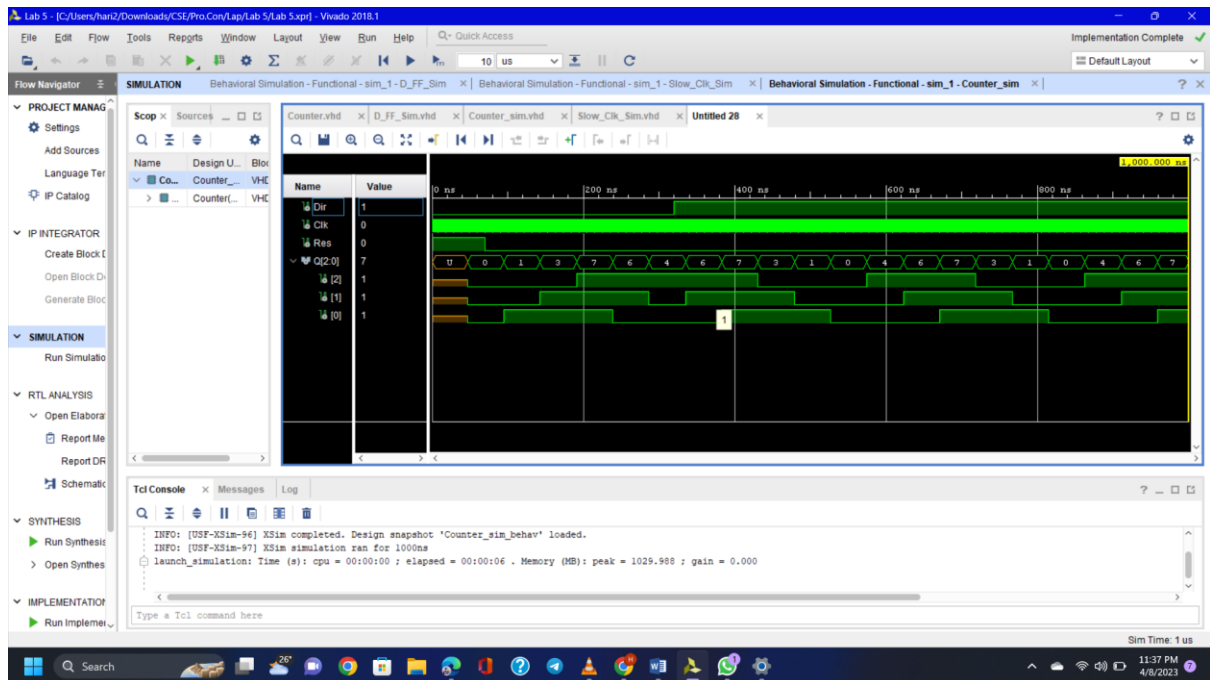 Lab 5 - [C:/Users/hari2/Downloads/CSE/Pro.Con/Lap/Lab 5/Lab 5.xpr] - Vivado 2018.1
File Edit Flow Tools Reports Window Layout View Run Help Q- Quick Access Implementation Complete
10 us Default Layout
Flow Navigator SIMULATION Behavioral Simulation - Functional - sim_1 - D_FF_Sim Behavioral Simulation - Functional - sim_1 - Slow_Clk_Sim Behavioral Simulation - Functional - sim_1 - Counter_sim
PROJECT MANAG
Settings
Add Sources
Language Ter
IP Catalog
IP INTEGRATOR
Create Block D
Open Block De
Generate Bloc
SIMULATION
Run Simulatio
RTL ANALYSIS
Open Elabora
Report Me
Report DR
Schematic
SYNTHESIS
Run Synthesis
Open Synthes
IMPLEMENTATION
Run Implemen
Scop Sources
Name Design U... Bloc
Co... Counter_... VHD
... Counter(... VHD
Counter.vhd D_FF_Sim.vhd Counter_sim.vhd Slow_Clk_Sim.vhd Untitled 28
1,000.000 ns
Name Value 0 ns 200 ns 400 ns 600 ns 800 ns
Dir 1
Clk 0
Res 0
Q[2:0] 7 U 0 1 3 7 6 4 6 7 3 1 0 4 6 7 3 1 0 4 6 7
[2] 1
[1] 1
[0] 1
1
Tcl Console Messages Log
INFO: [USF-XSim-96] XSim completed. Design snapshot 'Counter_sim_behav' loaded.
INFO: [USF-XSim-97] XSim simulation ran for 1000ns
launch_simulation: Time (s): cpu = 00:00:00 ; elapsed = 00:00:06 . Memory (MB): peak = 1029.988 ; gain = 0.000
Type a Tcl command here
Sim Time: 1 us
Search 26° 11:37 PM
4/8/2023 7